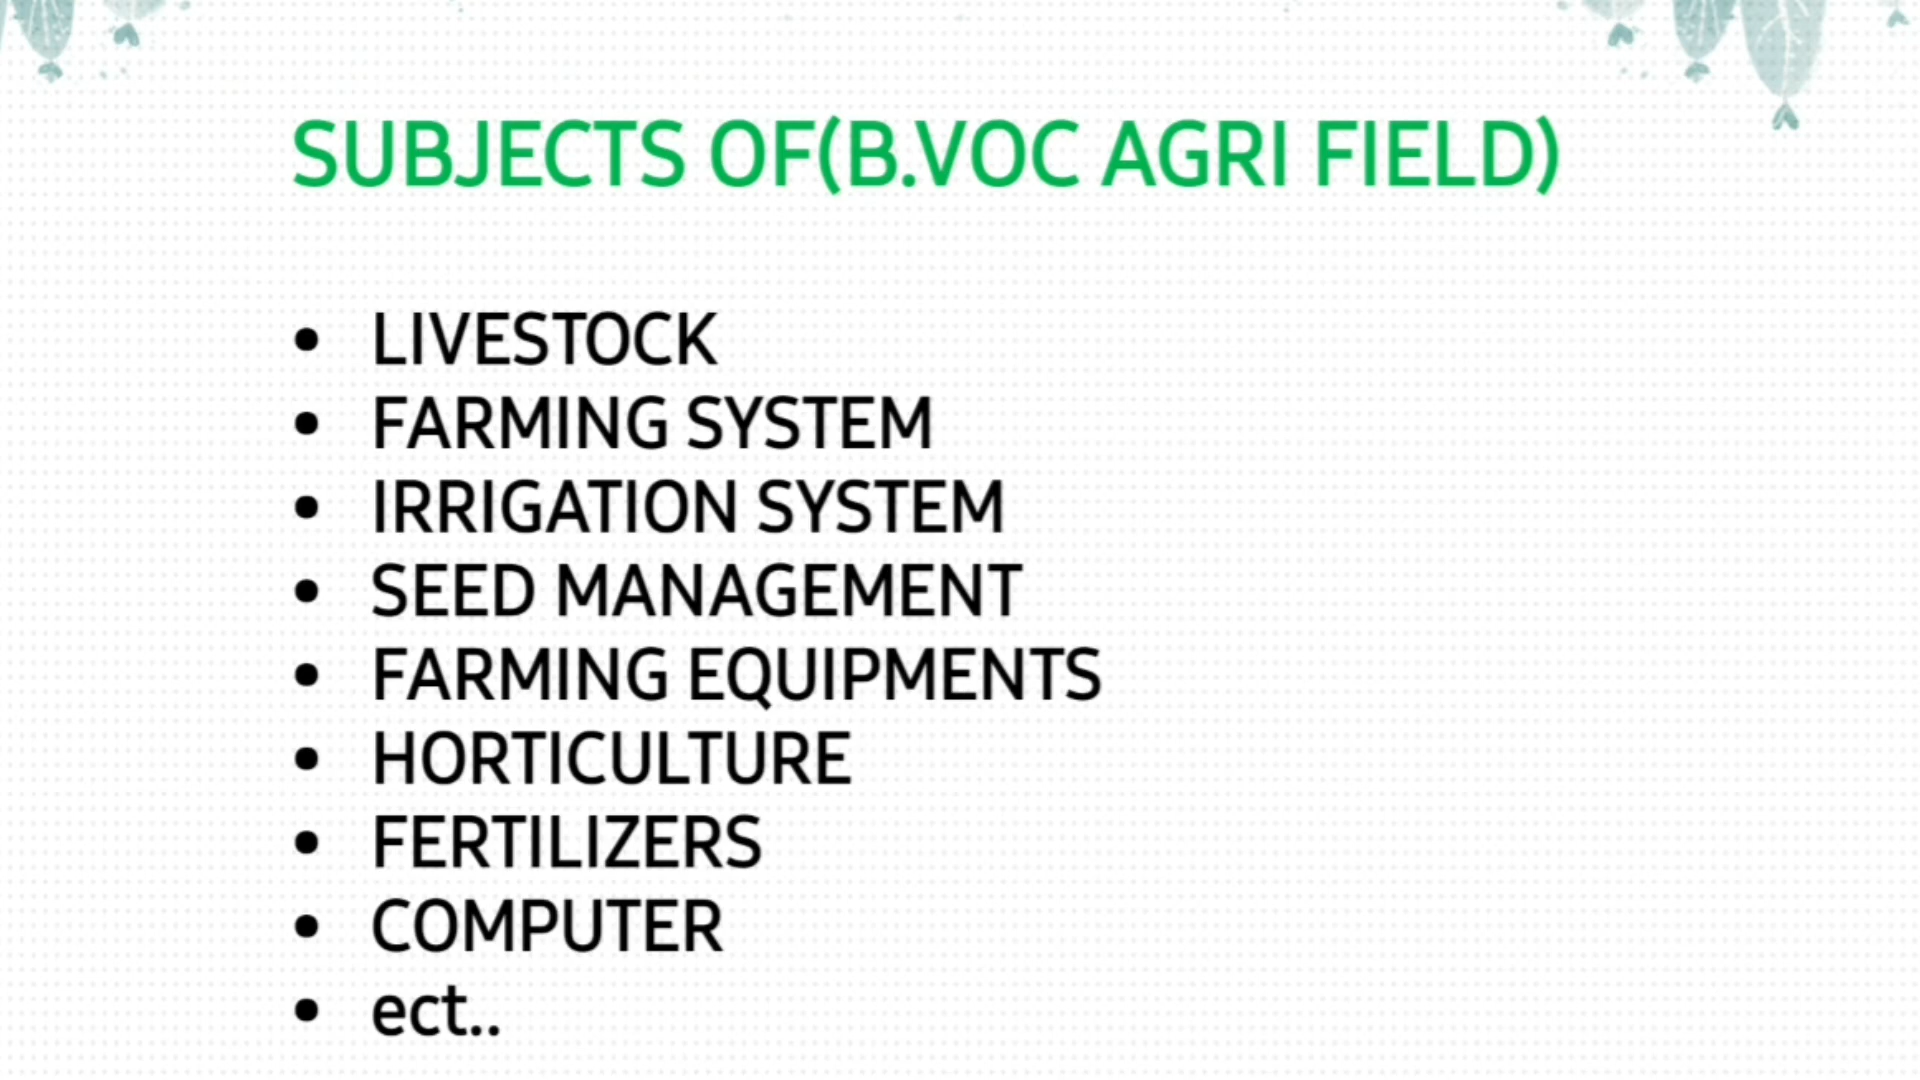 SUBJECTS OF(B.VOC AGRI FIELD)
• LIVESTOCK
• FARMING SYSTEM
• IRRIGATION SYSTEM
• SEED MANAGEMENT
• FARMING EQUIPMENTS
• HORTICULTURE
• FERTILIZERS
• COMPUTER
• ect..